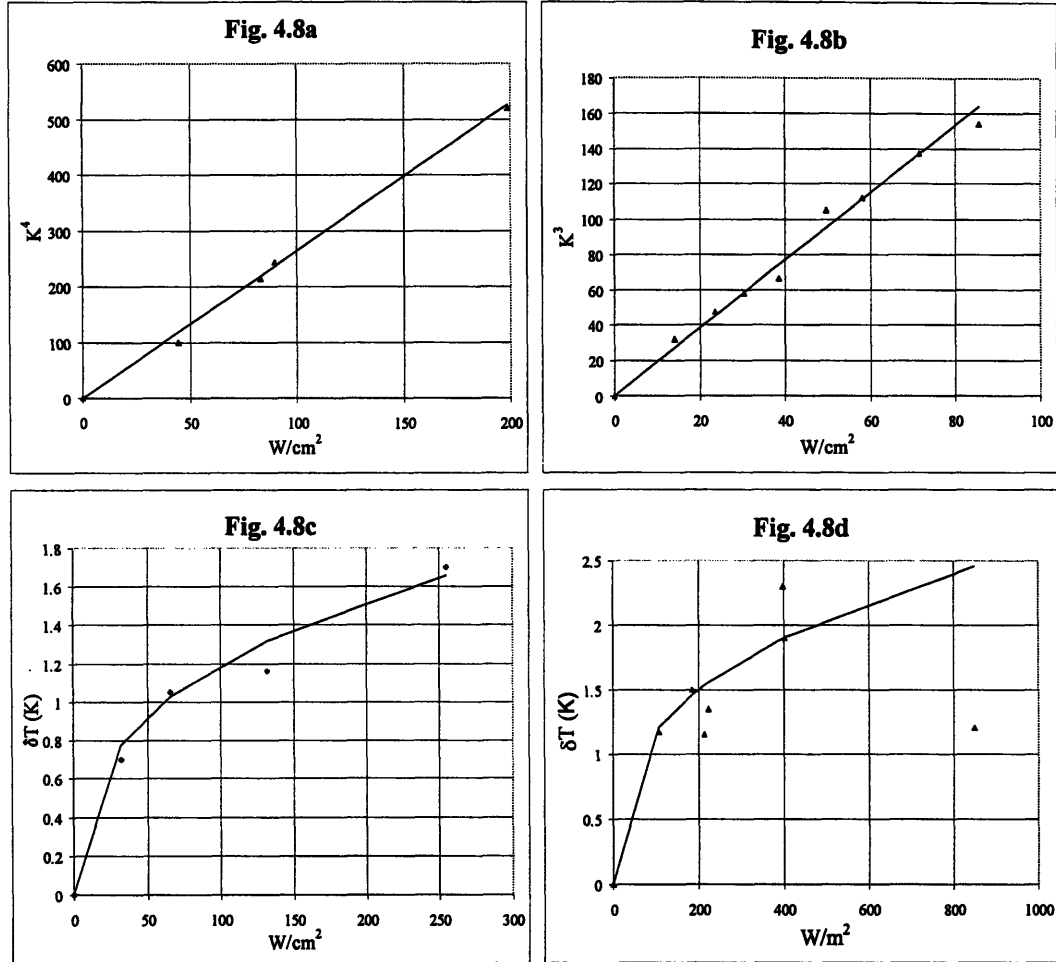 Fig. 4.8a
600
500
400
300
200
100
0
K⁴
0 50 100 150 200
W/cm²
Fig. 4.8b
180
160
140
120
100
80
60
40
20
0
K³
0 20 40 60 80 100
W/cm²
Fig. 4.8c
1.8
1.6
1.4
1.2
1
0.8
0.6
0.4
0.2
0
δT (K)
0 50 100 150 200 250 300
W/cm²
Fig. 4.8d
2.5
2
1.5
1
0.5
0
δT (K)
0 200 400 600 800 1000
W/m²